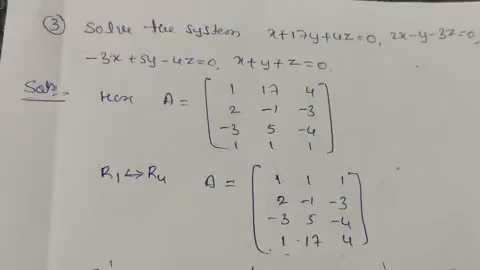 ③ Solve the system x+17y+4z=0, 2x-y-3z=0,
-3x+5y-4z=0, x+y+z=0.
Soln. Here A = [ 1 17 4
2 -1 -3
-3 5 -4
1 1 1 ]
R1↔R4 A = [ 1 1 1
2 -1 -3
-3 5 -4
1 17 4 ]